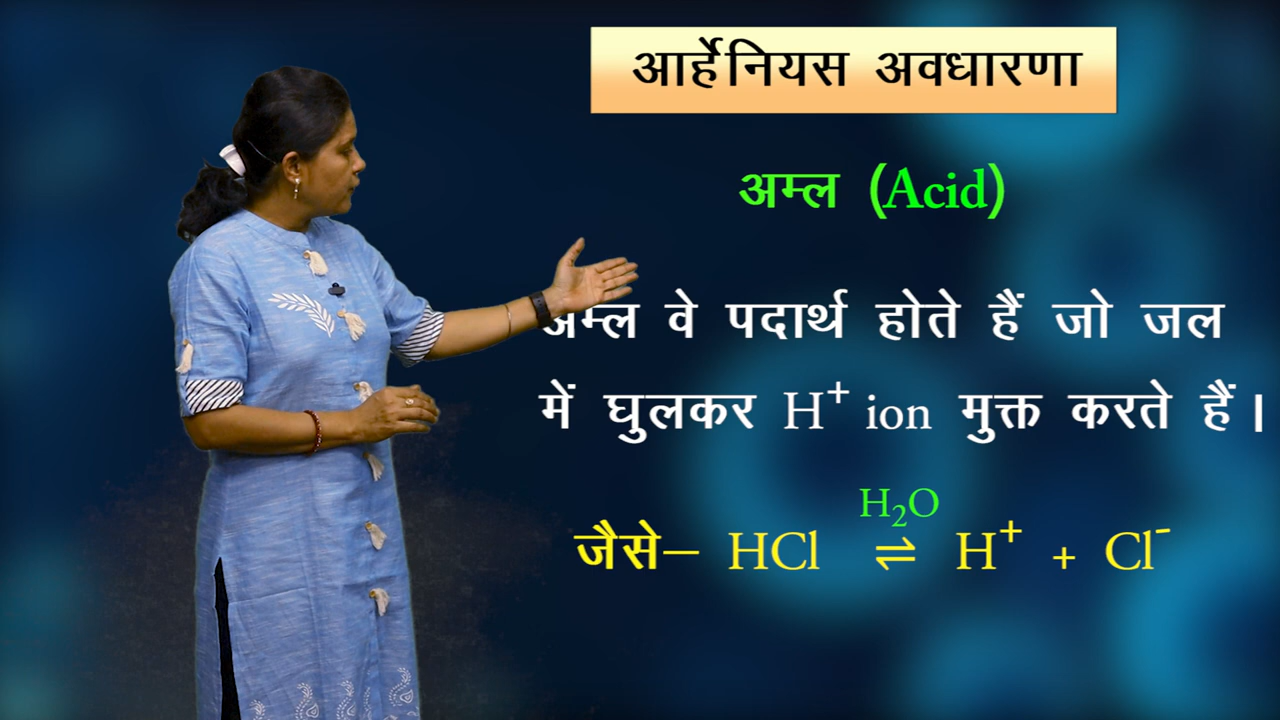 आर्हेनियस अवधारणा
अम्ल (Acid)
अम्ल वे पदार्थ होते हैं जो जल
में घुलकर H⁺ ion मुक्त करते हैं।
H₂O
जैसे– HCl ⇌ H⁺ + Cl⁻